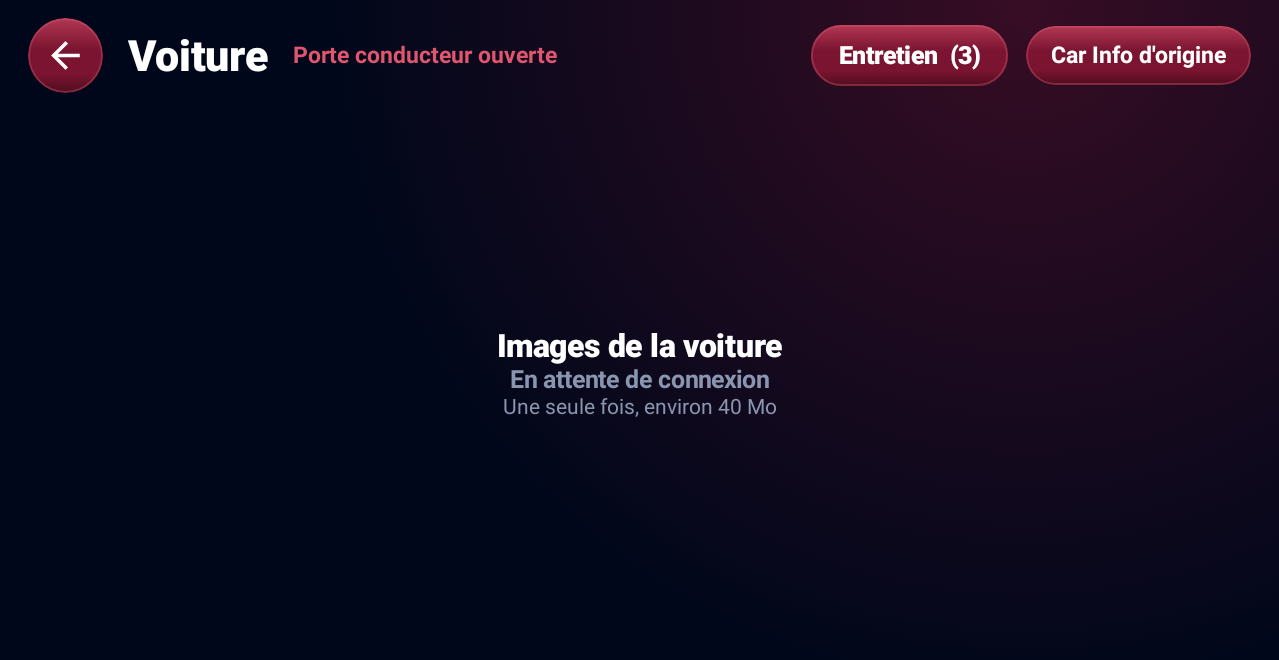 Voiture
Porte conducteur ouverte
Entretien (3)
Car Info d'origine
Images de la voiture
En attente de connexion
Une seule fois, environ 40 Mo